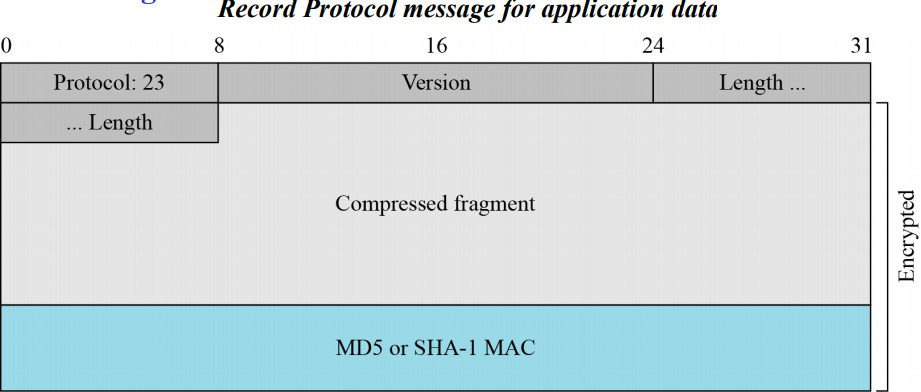 Record Protocol message for application data
0 8 16 24 31
Protocol: 23 Version Length ...
... Length
Compressed fragment
Encrypted
MD5 or SHA-1 MAC